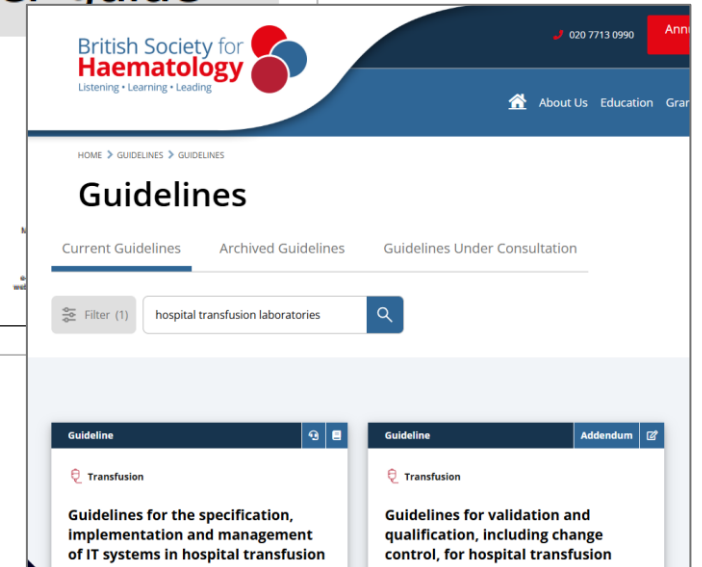 British Society for
Haematology
Listening • Learning • Leading
020 7713 0990
About Us Education
HOME > GUIDELINES > GUIDELINES
Guidelines
Current Guidelines Archived Guidelines Guidelines Under Consultation
Filter (1) hospital transfusion laboratories
Guideline
Transfusion
Guidelines for the specification,
implementation and management
of IT systems in hospital transfusion
Guideline Addendum
Transfusion
Guidelines for validation and
qualification, including change
control, for hospital transfusion